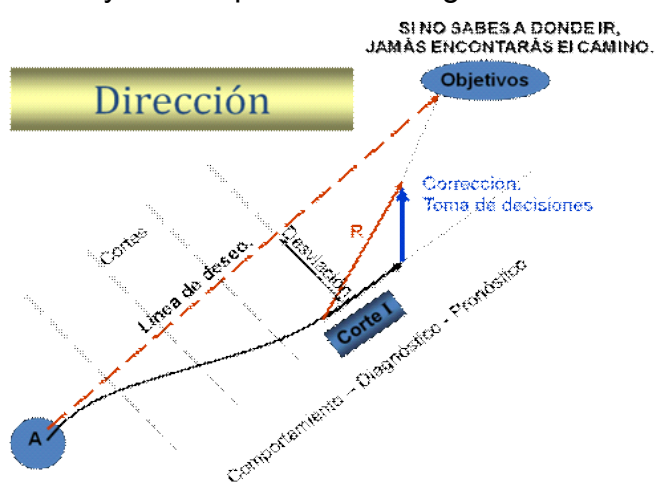 SI NO SABES A DONDE IR,
JAMÁS ENCONTARÁS El CAMINO.
Objetivos
Dirección
Correccion:
Toma de decisiones
R
Desviación
Cortes
Línea de deseo.
Corte I
Comportamiento – Diagnóstico - Pronóstico
A